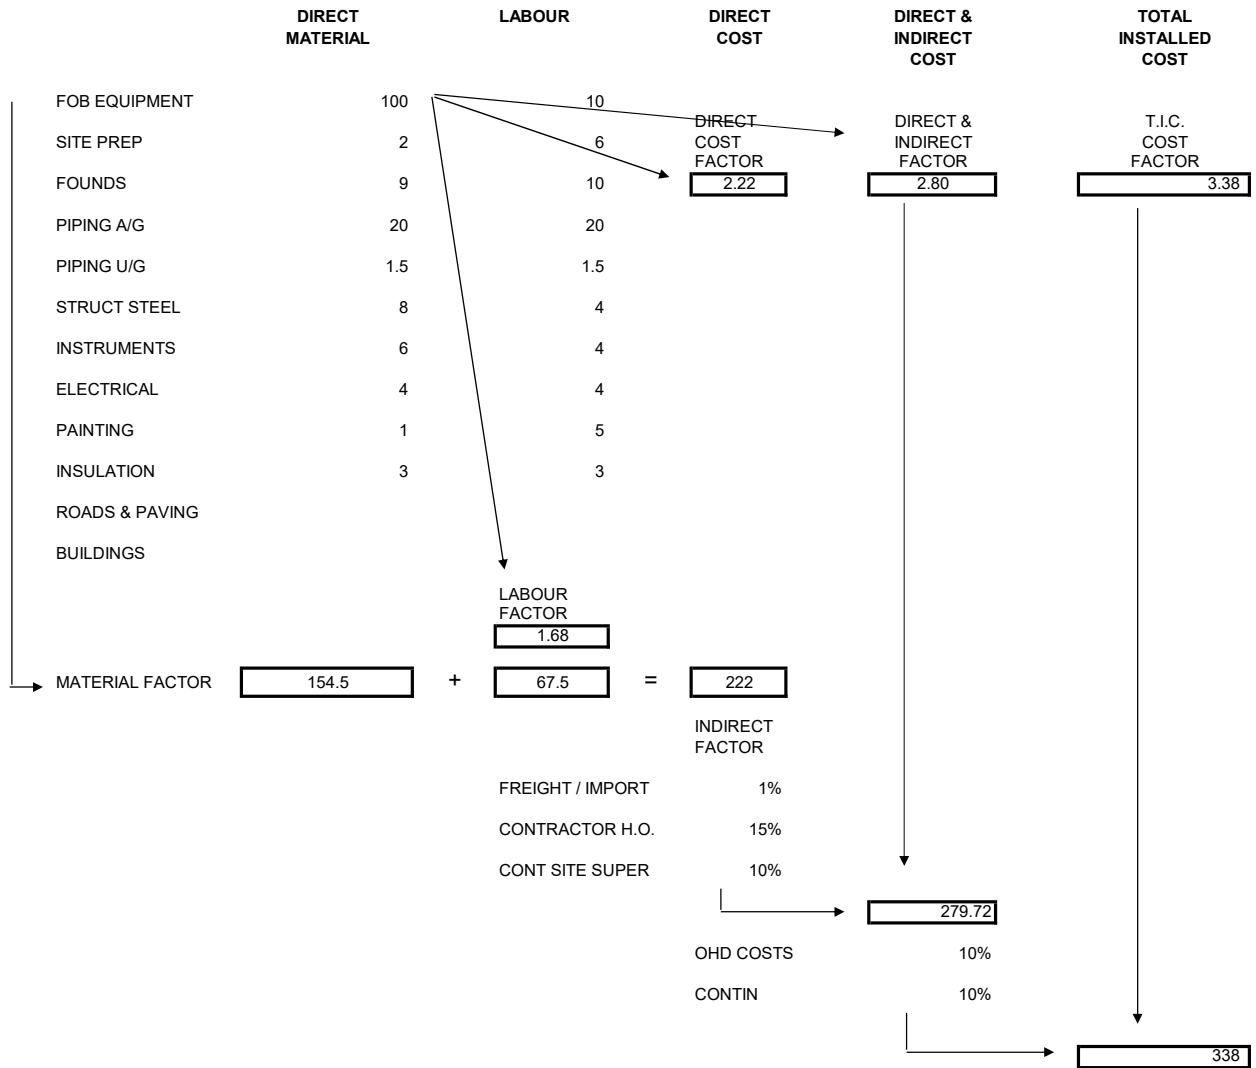 DIRECT MATERIAL LABOUR DIRECT COST DIRECT & INDIRECT COST TOTAL INSTALLED COST
FOB EQUIPMENT 100 10
DIRECT COST FACTOR DIRECT & INDIRECT FACTOR T.I.C. COST FACTOR
SITE PREP 2 6
FOUNDS 9 10 2.22 2.80 3.38
PIPING A/G 20 20
PIPING U/G 1.5 1.5
STRUCT STEEL 8 4
INSTRUMENTS 6 4
ELECTRICAL 4 4
PAINTING 1 5
INSULATION 3 3
ROADS & PAVING
BUILDINGS
LABOUR
FACTOR
1.68
MATERIAL FACTOR 154.5 + 67.5 = 222
INDIRECT
FACTOR
FREIGHT / IMPORT 1%
CONTRACTOR H.O. 15%
CONT SITE SUPER 10%
279.72
OHD COSTS 10%
CONTIN 10%
338